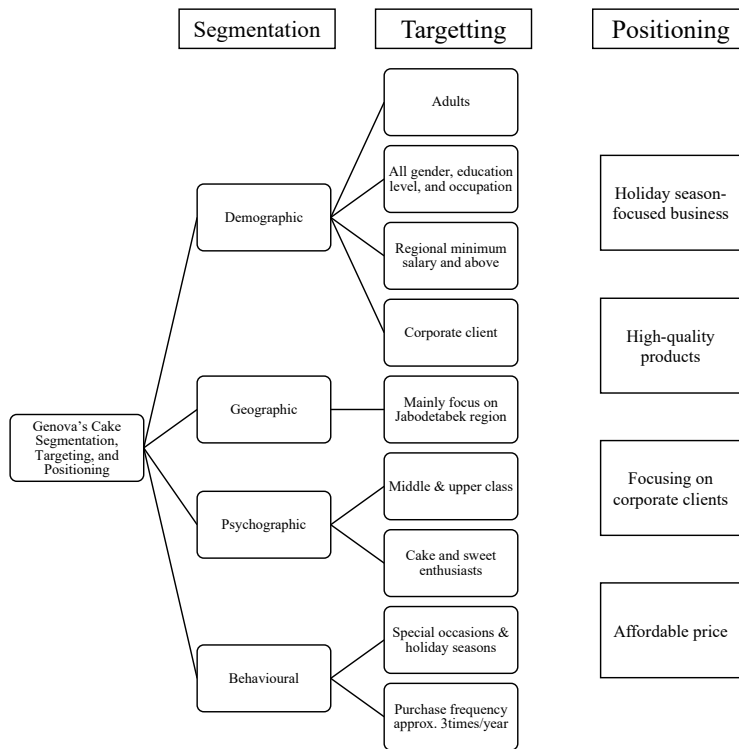 Segmentation
Targetting
Positioning
Genova’s Cake
Segmentation,
Targeting, and
Positioning
Demographic
Geographic
Psychographic
Behavioural
Adults
All gender, education
level, and occupation
Regional minimum
salary and above
Corporate client
Mainly focus on
Jabodetabek region
Middle & upper class
Cake and sweet
enthusiasts
Special occasions &
holiday seasons
Purchase frequency
approx. 3times/year
Holiday season-
focused business
High-quality
products
Focusing on
corporate clients
Affordable price